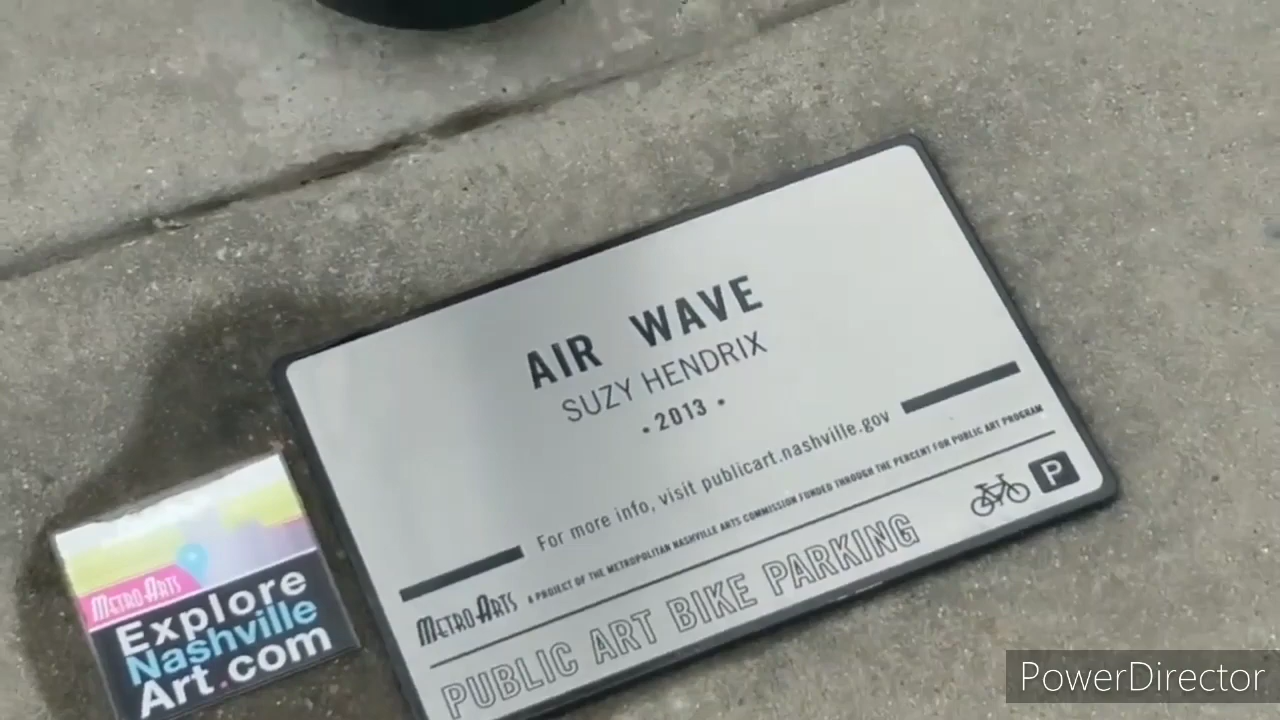 AIR WAVE
SUZY HENDRIX
• 2013 •
For more info, visit publicart.nashville.gov
METRO ARTS A PROJECT OF THE METROPOLITAN NASHVILLE ARTS COMMISSION FUNDED THROUGH THE PERCENT FOR PUBLIC ART PROGRAM
PUBLIC ART BIKE PARKING
P
METRO ARTS
Explore
Nashville
Art.com
PowerDirector